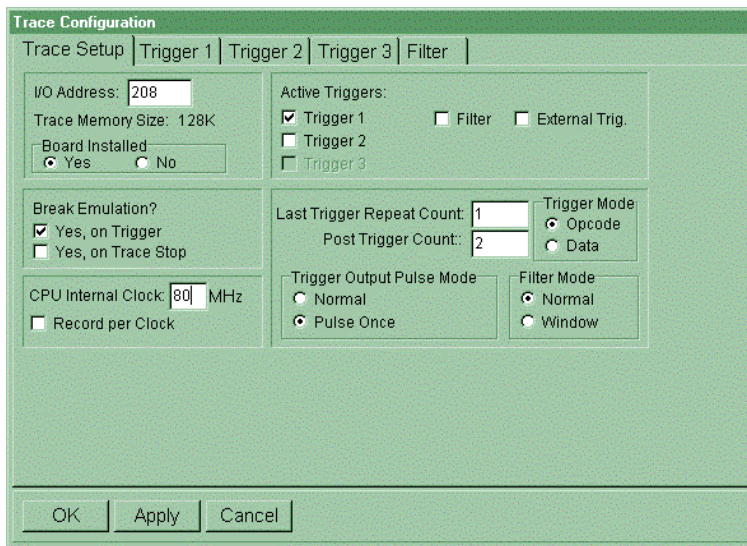 Trace Configuration
Trace Setup Trigger 1 Trigger 2 Trigger 3 Filter
I/O Address: 208
Trace Memory Size: 128K
Board Installed
Yes No
Active Triggers:
Trigger 1 Filter External Trig.
Trigger 2
Trigger 3
Break Emulation?
Yes, on Trigger
Yes, on Trace Stop
CPU Internal Clock: 80 MHz
Record per Clock
Last Trigger Repeat Count: 1
Post Trigger Count:: 2
Trigger Mode
Opcode
Data
Trigger Output Pulse Mode
Normal
Pulse Once
Filter Mode
Normal
Window
OK Apply Cancel